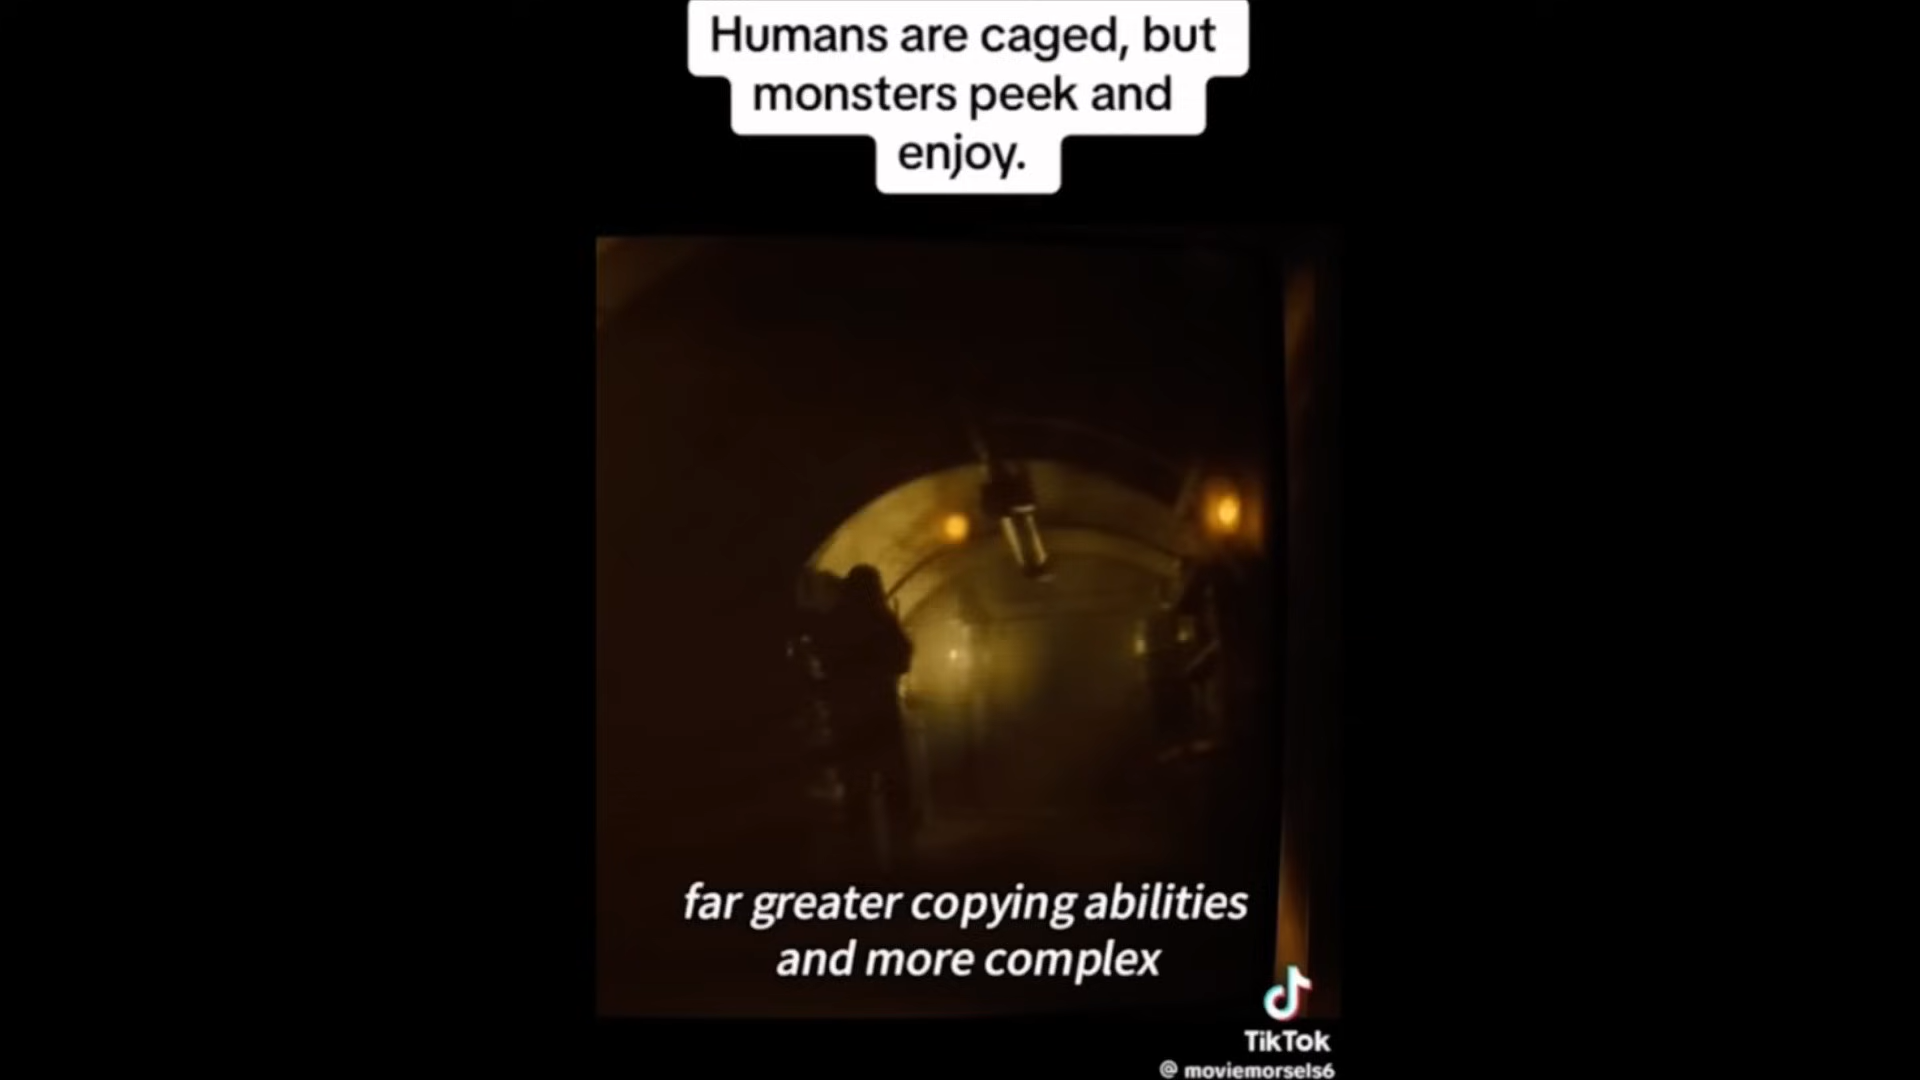 Humans are caged, but
monsters peek and
enjoy.
far greater copying abilities
and more complex
TikTok
@ moviemorsels6